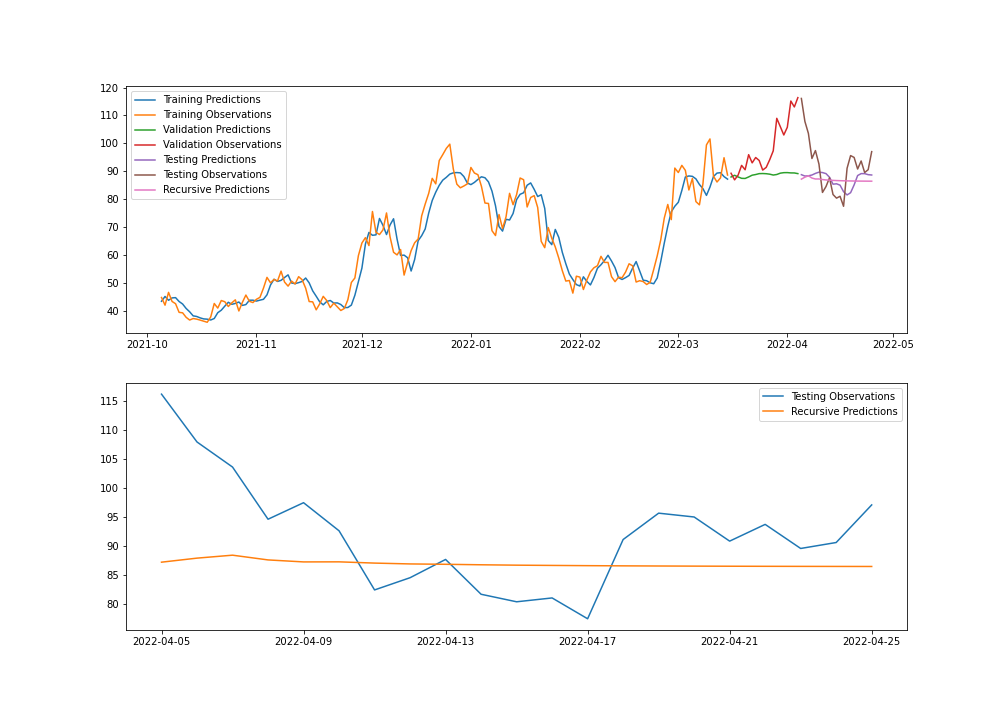 120
110
100
90
80
70
60
50
40
Training Predictions
Training Observations
Validation Predictions
Validation Observations
Testing Predictions
Testing Observations
Recursive Predictions
2021-10 2021-11 2021-12 2022-01 2022-02 2022-03 2022-04 2022-05
115
110
105
100
95
90
85
80
Testing Observations
Recursive Predictions
2022-04-05 2022-04-09 2022-04-13 2022-04-17 2022-04-21 2022-04-25